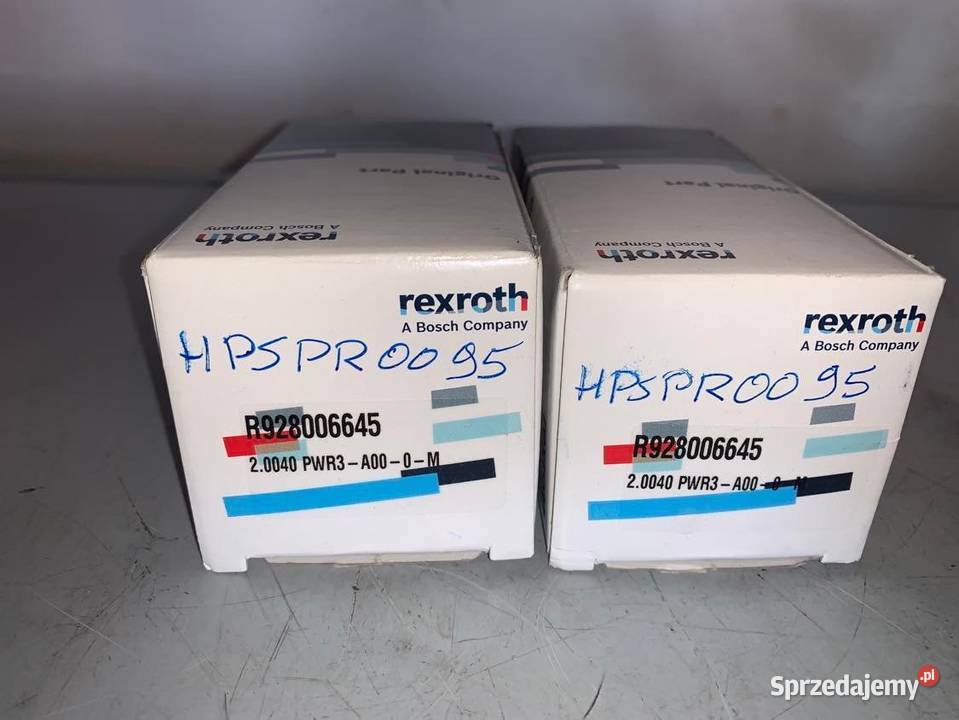 Original Part
rexroth
A Bosch Company
rexroth
A Bosch Company
HPSPR0095
R928006645
2.0040 PWR3-A00-0-M
Original Part
rexroth
A Bosch Company
rexroth
A Bosch Company
HPSPR0095
R928006645
2.0040 PWR3-A00-0-M
Sprzedajemy.pl